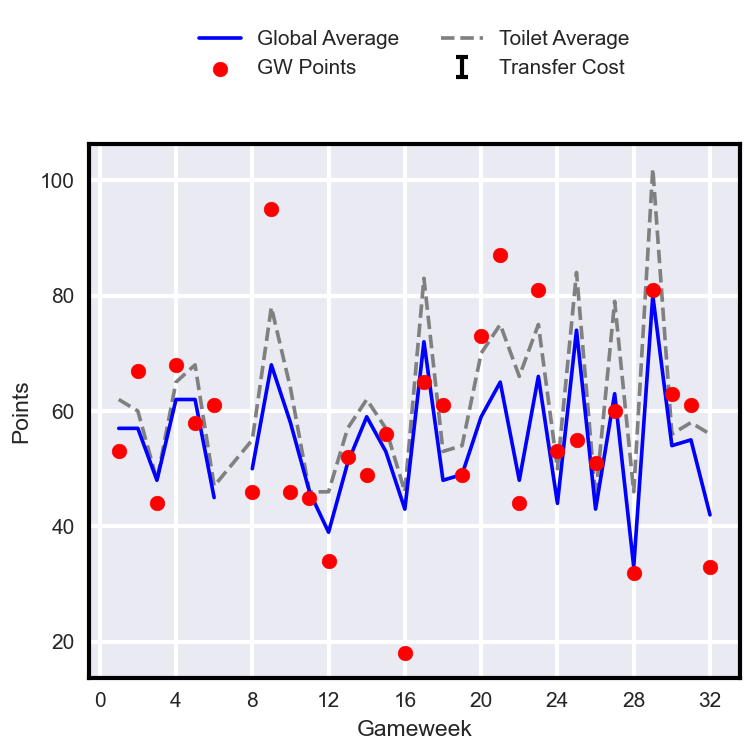 Global Average Toilet Average
GW Points Transfer Cost
100
80
60
40
20
Points
0 4 8 12 16 20 24 28 32
Gameweek